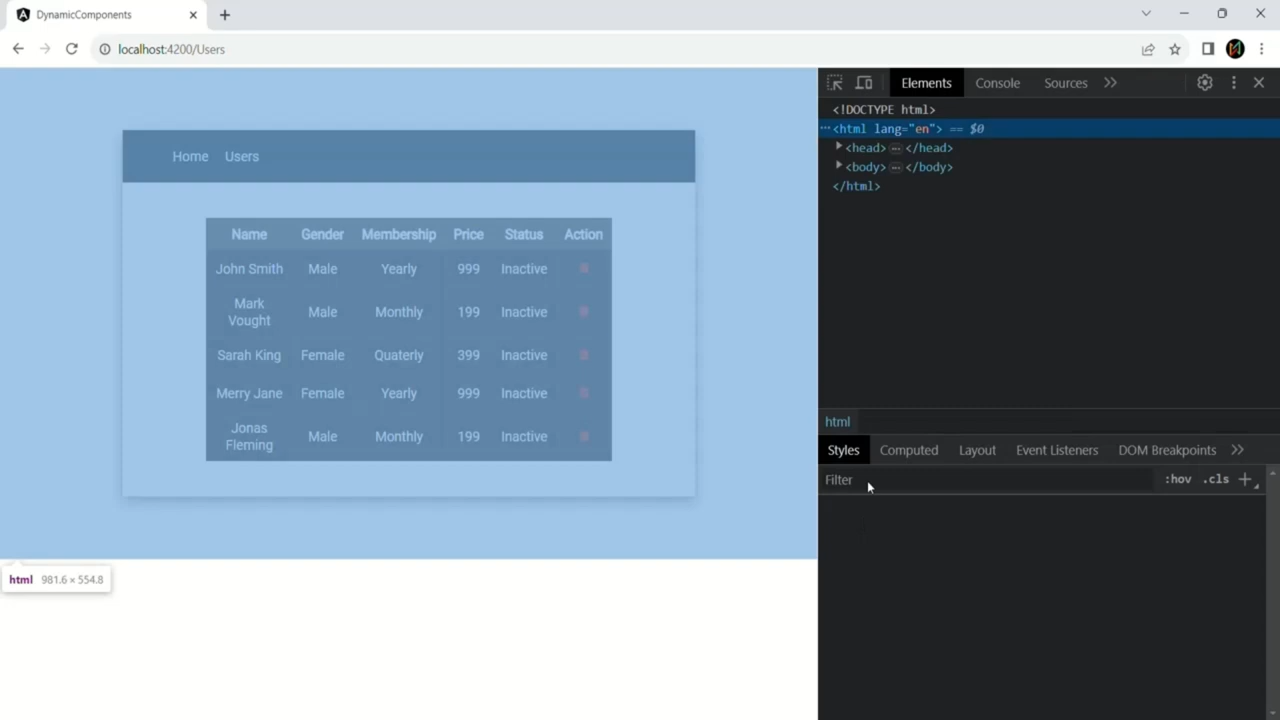 DynamicComponents
localhost:4200/Users
Home Users
Name Gender Membership Price Status Action
John Smith Male Yearly 999 Inactive
Mark Vought Male Monthly 199 Inactive
Sarah King Female Quaterly 399 Inactive
Merry Jane Female Yearly 999 Inactive
Jonas Fleming Male Monthly 199 Inactive
html 981.6 × 554.8
Elements Console Sources
<!DOCTYPE html>
<html lang="en"> == $0
<head> </head>
<body> </body>
</html>
html
Styles Computed Layout Event Listeners DOM Breakpoints
Filter :hov .cls